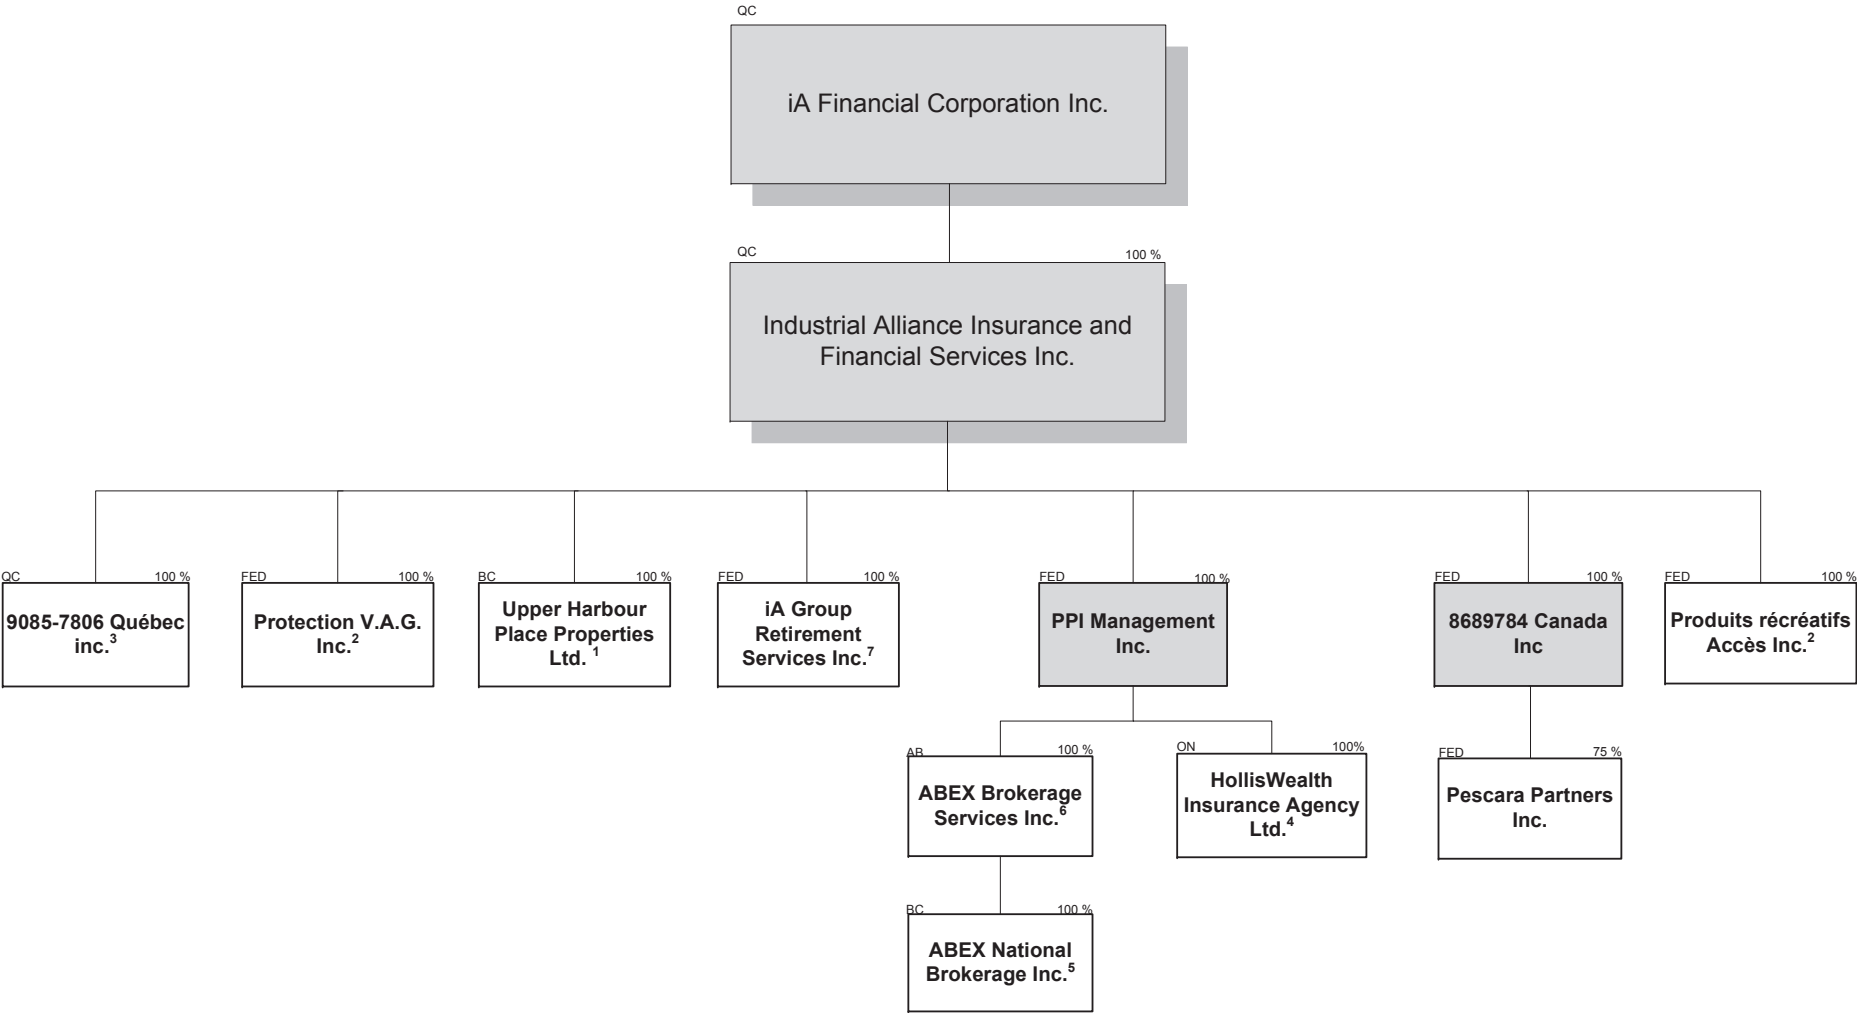 QC
iA Financial Corporation Inc.
QC 100 %
Industrial Alliance Insurance and
Financial Services Inc.
QC 100 %
9085-7806 Québec
inc.3
FED 100 %
Protection V.A.G.
Inc.2
BC 100 %
Upper Harbour
Place Properties
Ltd. 1
FED 100 %
iA Group
Retirement
Services Inc.7
FED 100 %
PPI Management
Inc.
FED 100 %
8689784 Canada
Inc
FED 100 %
Produits récréatifs
Accès Inc.2
AB 100 %
ABEX Brokerage
Services Inc.6
ON 100%
HollisWealth
Insurance Agency
Ltd.4
FED 75 %
Pescara Partners
Inc.
BC 100 %
ABEX National
Brokerage Inc.5